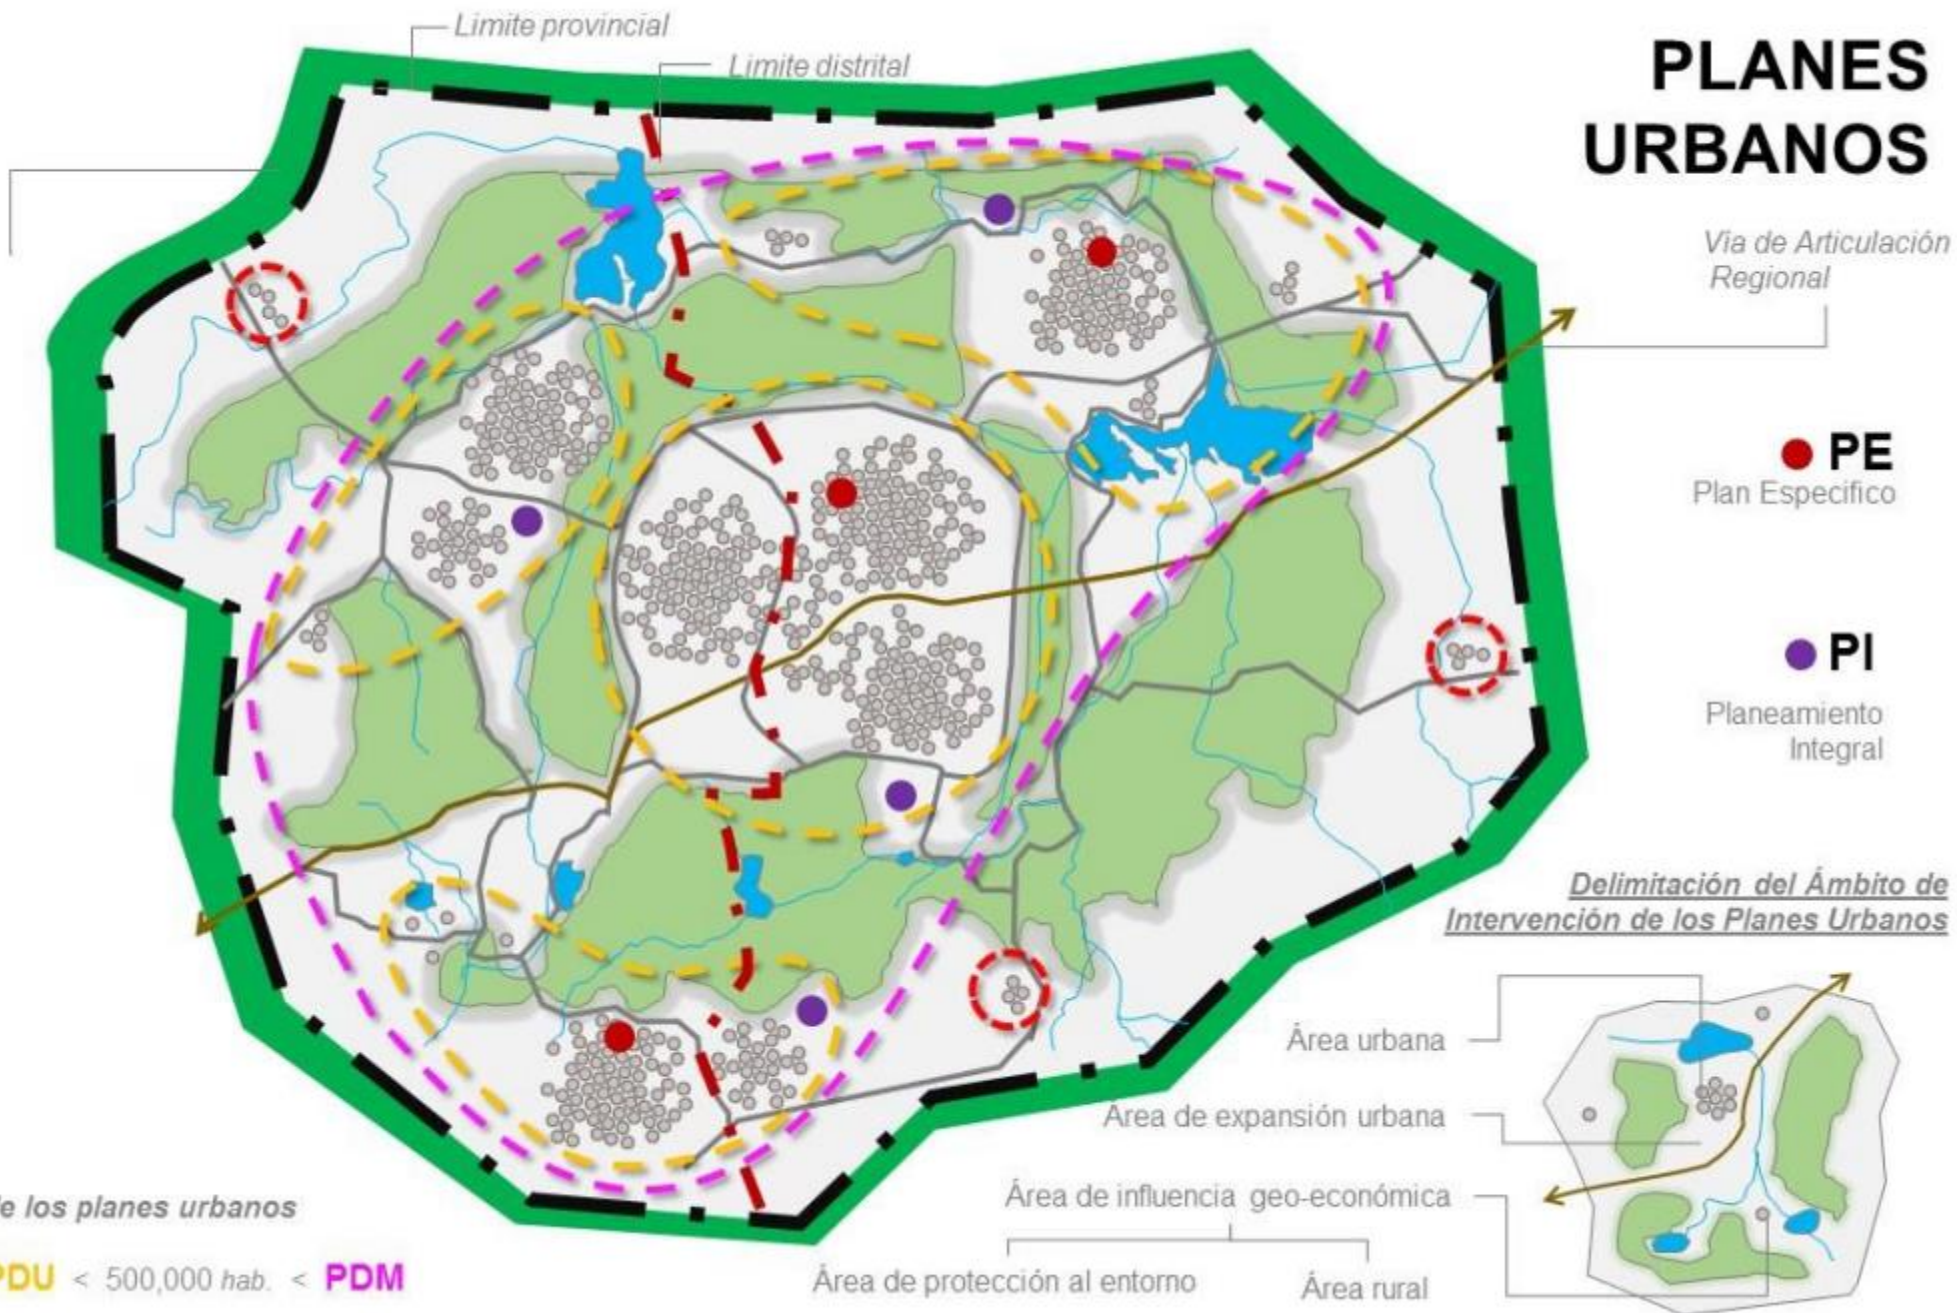 Limite provincial
Limite distrital
PLANES
URBANOS
Via de Articulación
Regional
PE
Plan Especifico
PI
Planeamiento
Integral
Delimitación del Ámbito de
Intervención de los Planes Urbanos
Área urbana
Área de expansión urbana
Área de influencia geo-económica
Área de protección al entorno
Área rural
de los planes urbanos
PDU < 500,000 hab. < PDM